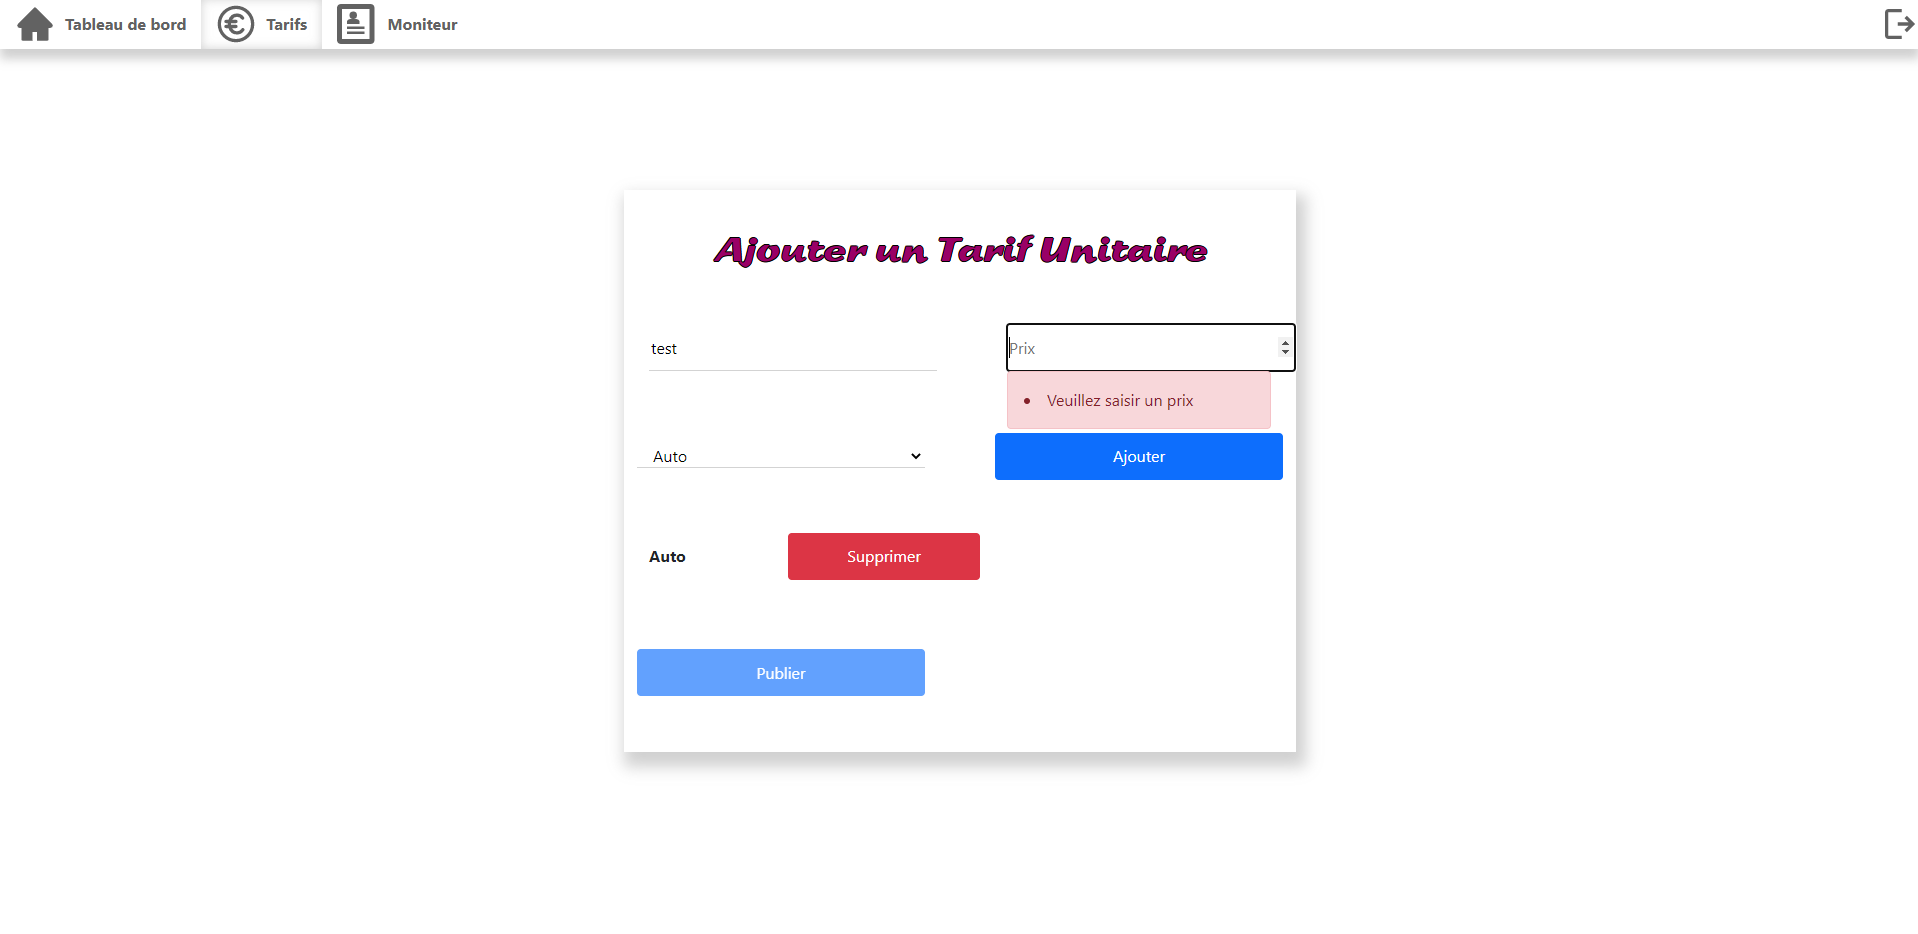 Tableau de bord
Tarifs
Moniteur
Ajouter un Tarif Unitaire
test
Prix
Veuillez saisir un prix
Auto
Ajouter
Auto
Supprimer
Publier